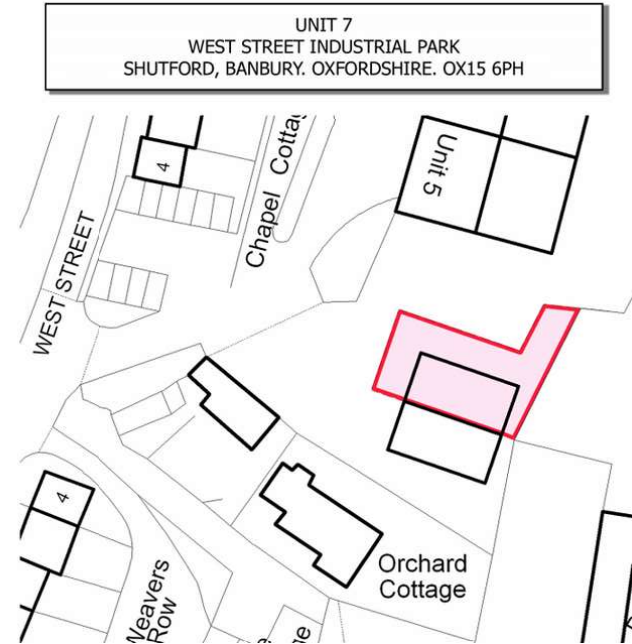 UNIT 7
WEST STREET INDUSTRIAL PARK
SHUTFORD, BANBURY. OXFORDSHIRE. OX15 6PH
4
Unit 5
Chapel
WEST STREET
4
Orchard
Cottage
Weavers
Row